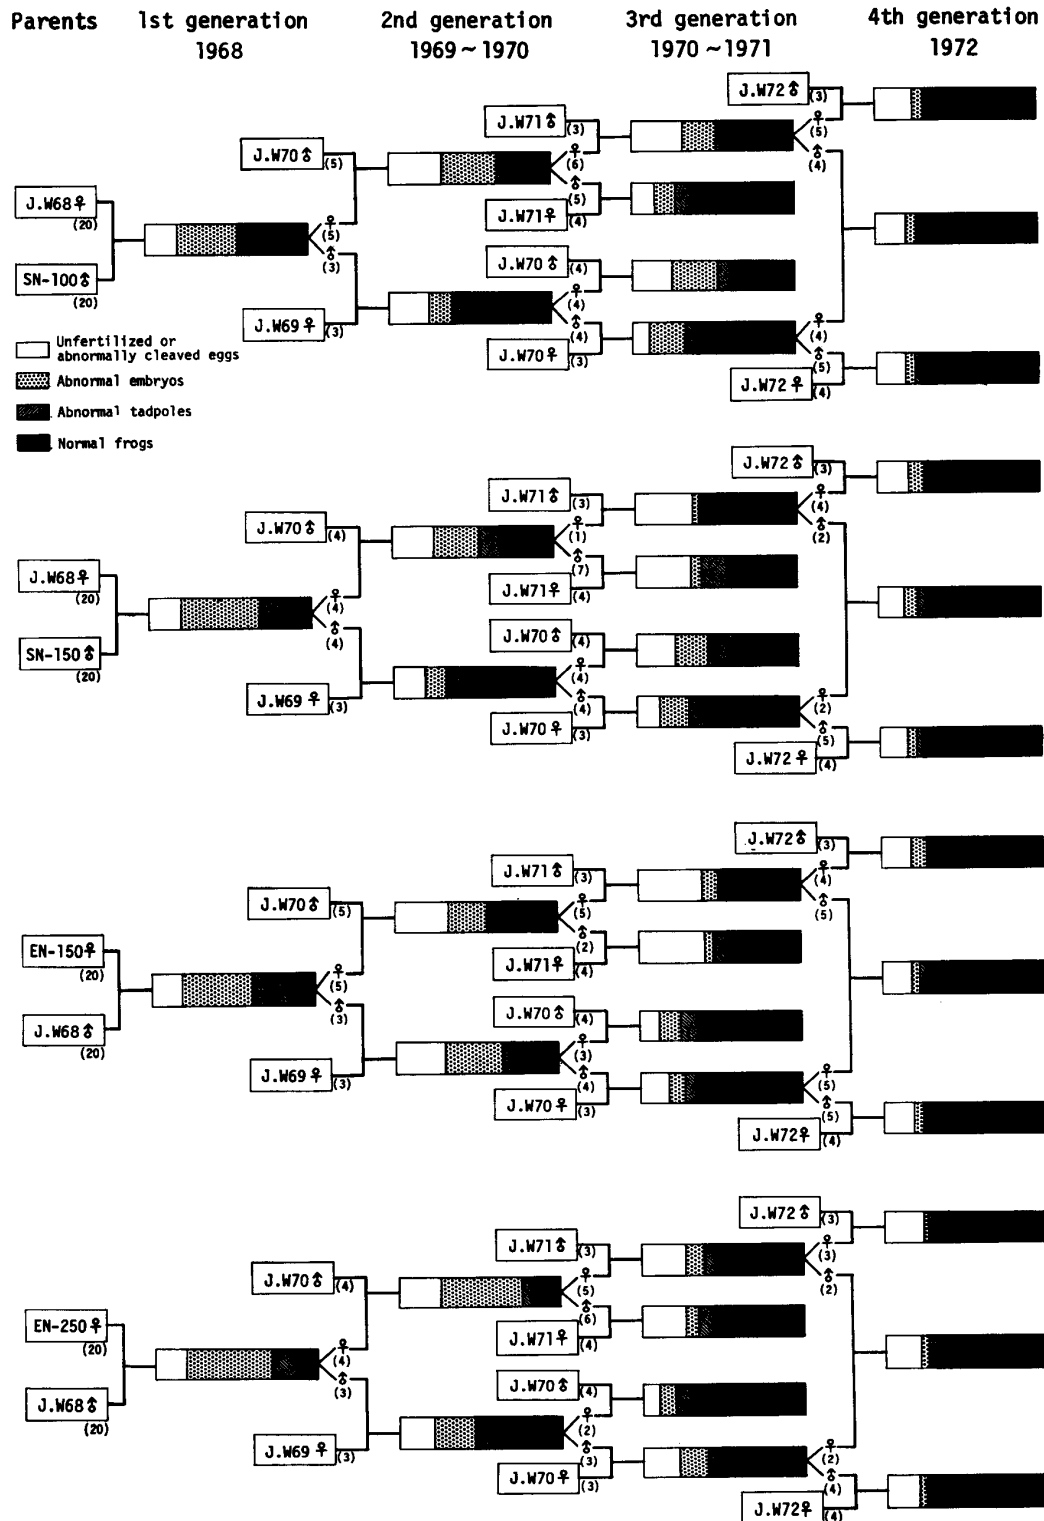 Parents 1st generation 2nd generation 3rd generation 4th generation
1968 1969~1970 1970~1971 1972
J.W72♂ (3)
J.W71♂ (3) ♀ (5)
♂ (4)
J.W70♂ (5) ♀ (6)
♂ (5)
J.W71♀ (4)
J.W68♀ (20)
♀ (5)
♂ (3)
SN-100♂ (20)
J.W70♂ (4)
♀ (4)
♂ (4)
J.W69♀ (3)
J.W70♀ (3)
♀ (4)
♂ (5)
J.W72♀ (4)
Unfertilized or
abnormally cleaved eggs
Abnormal embryos
Abnormal tadpoles
Normal frogs
J.W72♂ (3)
J.W71♂ (3) ♀ (4)
♂ (2)
J.W70♂ (4) ♀ (1)
♂ (7)
J.W71♀ (4)
J.W68♀ (20)
♀ (4)
♂ (4)
SN-150♂ (20)
J.W70♂ (4)
♀ (4)
♂ (4)
J.W69♀ (3)
J.W70♀ (3)
♀ (2)
♂ (5)
J.W72♀ (4)
J.W72♂ (3)
J.W71♂ (3) ♀ (4)
♂ (5)
J.W70♂ (5) ♀ (5)
♂ (2)
J.W71♀ (4)
EN-150♀ (20)
♀ (5)
♂ (3)
J.W68♂ (20)
J.W70♂ (4)
♀ (3)
♂ (4)
J.W69♀ (3)
J.W70♀ (3)
♀ (5)
♂ (5)
J.W72♀ (4)
J.W72♂ (3)
J.W71♂ (3) ♀ (3)
♂ (2)
J.W70♂ (4) ♀ (5)
♂ (6)
J.W71♀ (4)
EN-250♀ (20)
♀ (4)
♂ (3)
J.W68♂ (20)
J.W70♂ (4)
♀ (2)
♂ (3)
J.W69♀ (3)
J.W70♀ (3)
♀ (2)
♂ (4)
J.W72♀ (4)